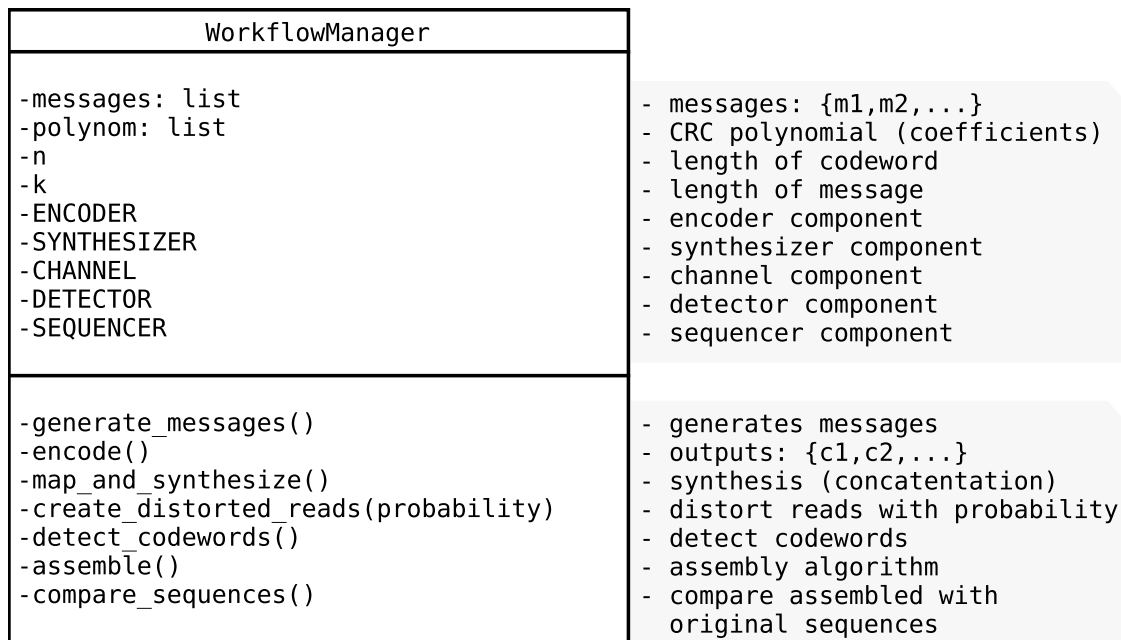 WorkflowManager
-messages: list
-polynom: list
-n
-k
-ENCODER
-SYNTHESIZER
-CHANNEL
-DETECTOR
-SEQUENCER
- messages: {m1,m2,...}
- CRC polynomial (coefficients)
- length of codeword
- length of message
- encoder component
- synthesizer component
- channel component
- detector component
- sequencer component
-generate_messages()
-encode()
-map_and_synthesize()
-create_distorted_reads(probability)
-detect_codewords()
-assemble()
-compare_sequences()
- generates messages
- outputs: {c1,c2,...}
- synthesis (concatentation)
- distort reads with probability
- detect codewords
- assembly algorithm
- compare assembled with
original sequences